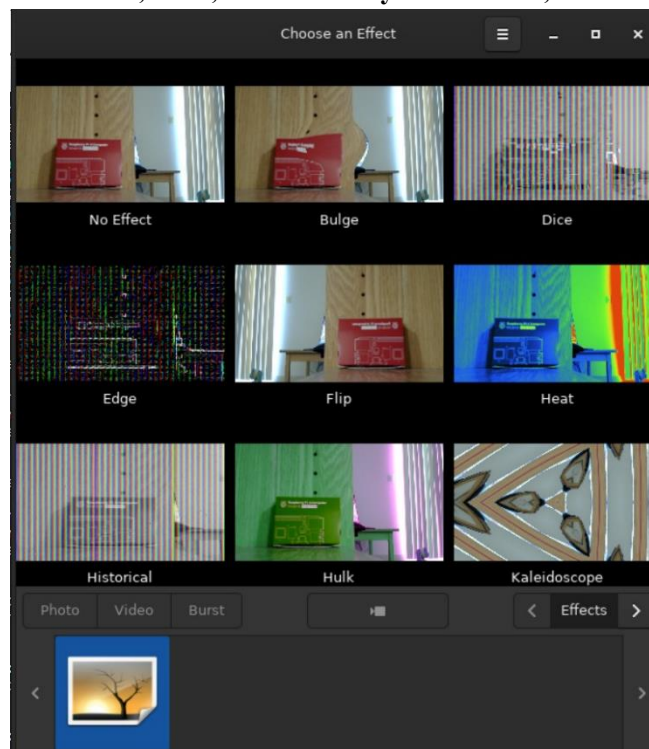 Choose an Effect
No Effect
Bulge
Dice
Edge
Flip
Heat
Historical
Hulk
Kaleidoscope
Photo
Video
Burst
Effects